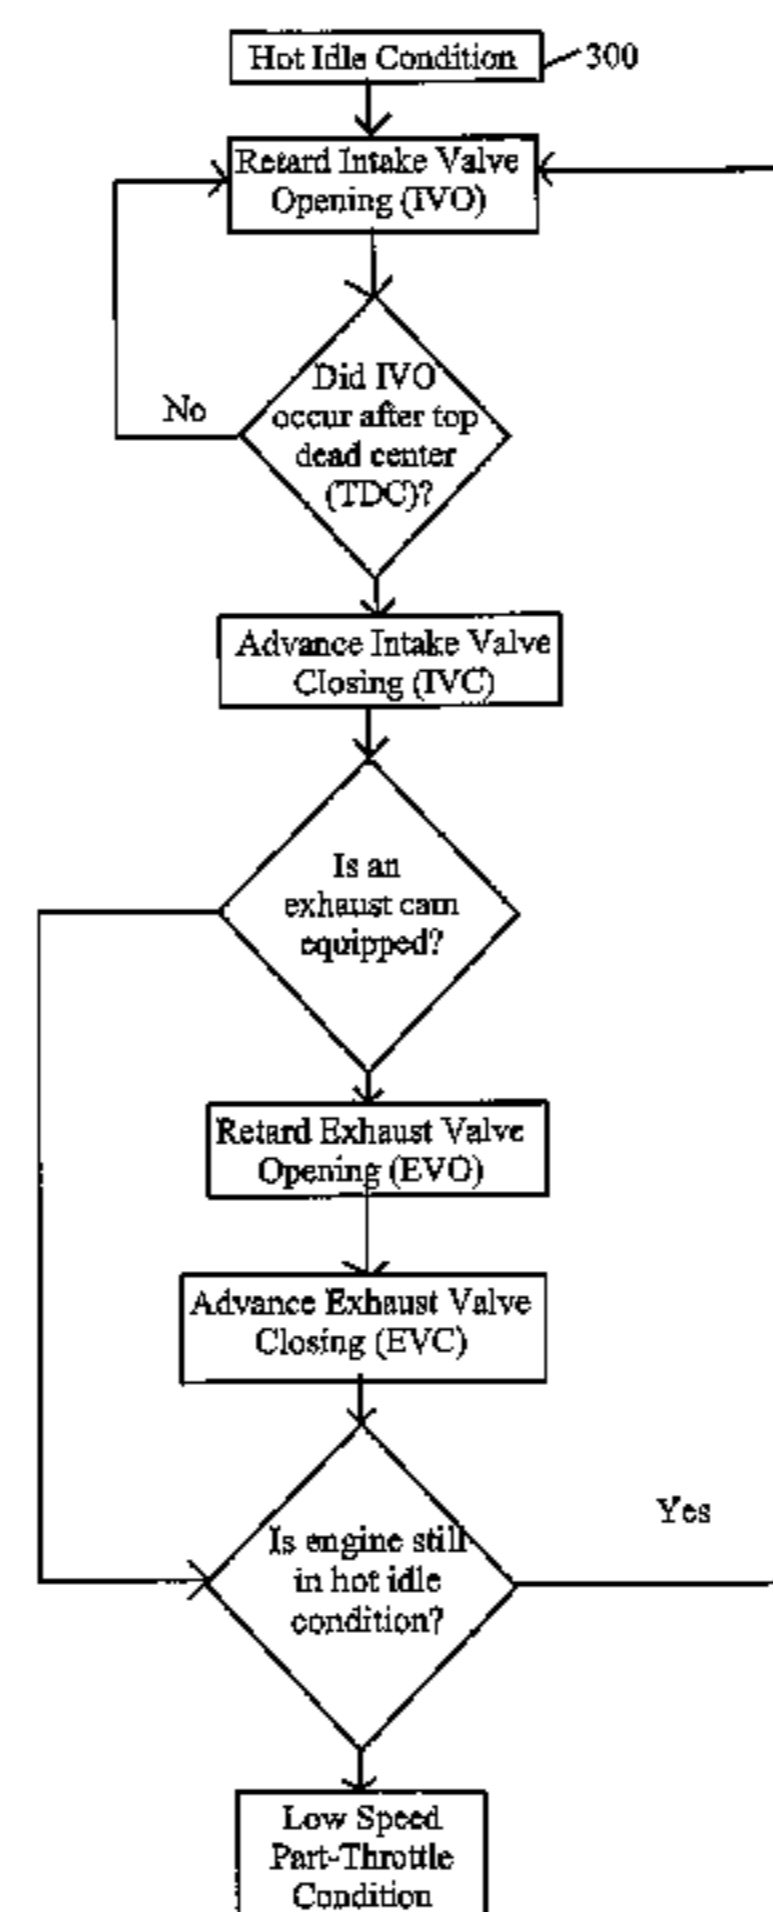 Hot Idle Condition
300
Retard Intake Valve
Opening (IVO)
Did IVO
occur after top
dead center
(TDC)?
No
Advance Intake Valve
Closing (IVC)
Is an
exhaust cam
equipped?
Retard Exhaust Valve
Opening (EVO)
Advance Exhaust Valve
Closing (EVC)
Is engine still
in hot idle
condition?
Yes
Low Speed
Part-Throttle
Condition